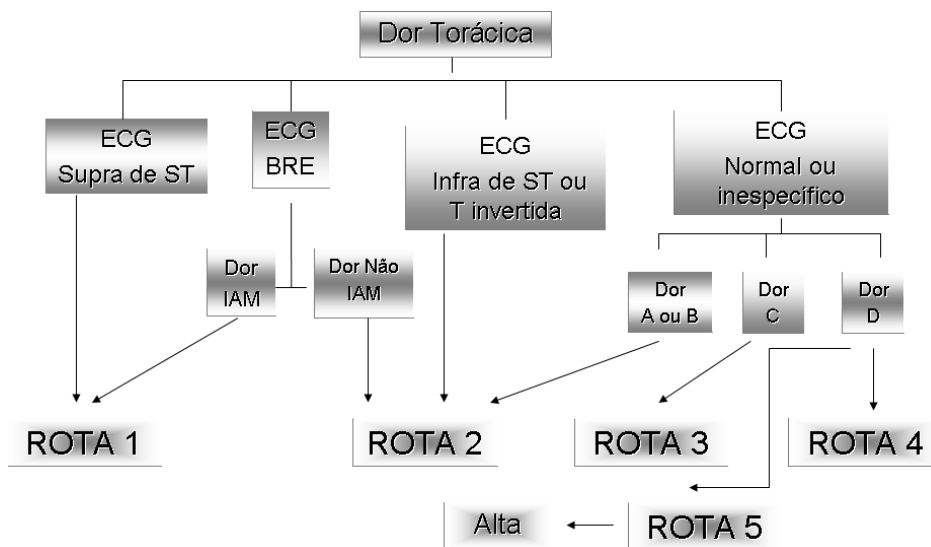 Dor Torácica
ECG
Supra de ST
ECG
BRE
ECG
Infra de ST ou
T invertida
ECG
Normal ou
inespecífico
Dor
IAM
Dor Não
IAM
Dor
A ou B
Dor
C
Dor
D
ROTA 1
ROTA 2
ROTA 3
ROTA 4
Alta
ROTA 5